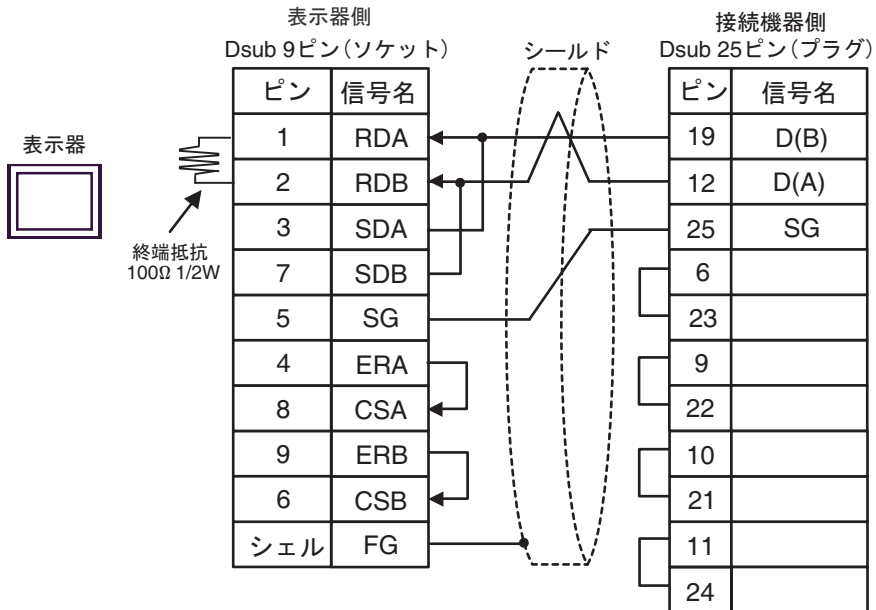 表示器側
Dsub 9ピン(ソケット)
シールド
接続機器側
Dsub 25ピン(プラグ)
表示器
終端抵抗
100Ω 1/2W
ピン 信号名
1 RDA
2 RDB
3 SDA
7 SDB
5 SG
4 ERA
8 CSA
9 ERB
6 CSB
シェル FG
ピン 信号名
19 D(B)
12 D(A)
25 SG
6
23
9
22
10
21
11
24